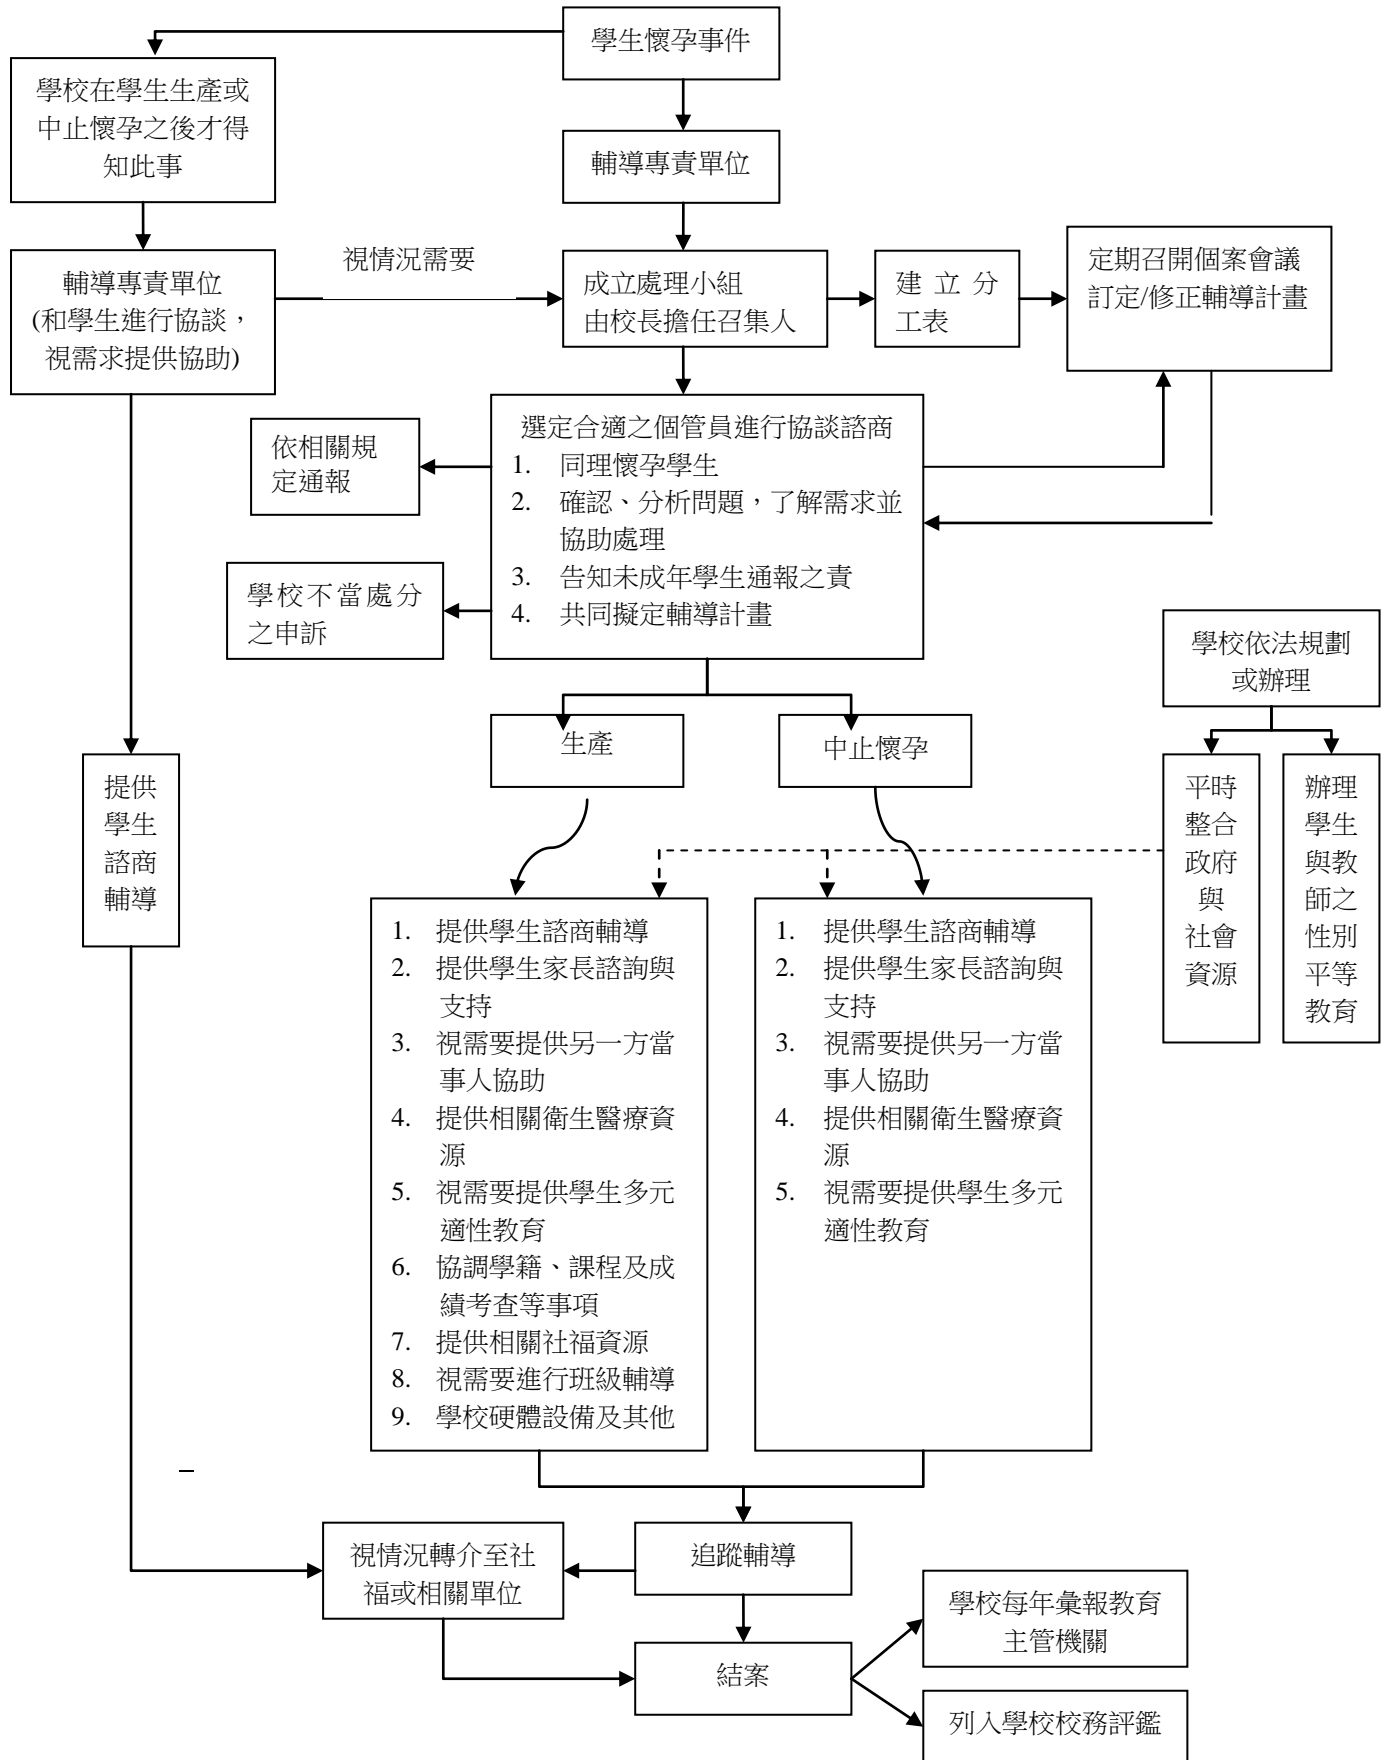 學生懷孕事件
學校在學生生產或
中止懷孕之後才得
知此事
輔導專責單位
輔導專責單位
(和學生進行協談，
視需求提供協助)
視情況需要
成立處理小組
由校長擔任召集人
建立分
工表
定期召開個案會議
訂定/修正輔導計畫
選定合適之個管員進行協談諮商
1. 同理懷孕學生
2. 確認、分析問題，了解需求並
協助處理
3. 告知未成年學生通報之責
4. 共同擬定輔導計畫
依相關規
定通報
學校不當處分
之申訴
學校依法規劃
或辦理
生產
中止懷孕
提供
學生
諮商
輔導
平時
整合
政府
與
社會
資源
辦理
學生
與教
師之
性別
平等
教育
1. 提供學生諮商輔導
2. 提供學生家長諮詢與
支持
3. 視需要提供另一方當
事人協助
4. 提供相關衛生醫療資
源
5. 視需要提供學生多元
適性教育
6. 協調學籍、課程及成
績考查等事項
7. 提供相關社福資源
8. 視需要進行班級輔導
9. 學校硬體設備及其他
1. 提供學生諮商輔導
2. 提供學生家長諮詢與
支持
3. 視需要提供另一方當
事人協助
4. 提供相關衛生醫療資
源
5. 視需要提供學生多元
適性教育
視情況轉介至社
福或相關單位
追蹤輔導
結案
學校每年彙報教育
主管機關
列入學校校務評鑑